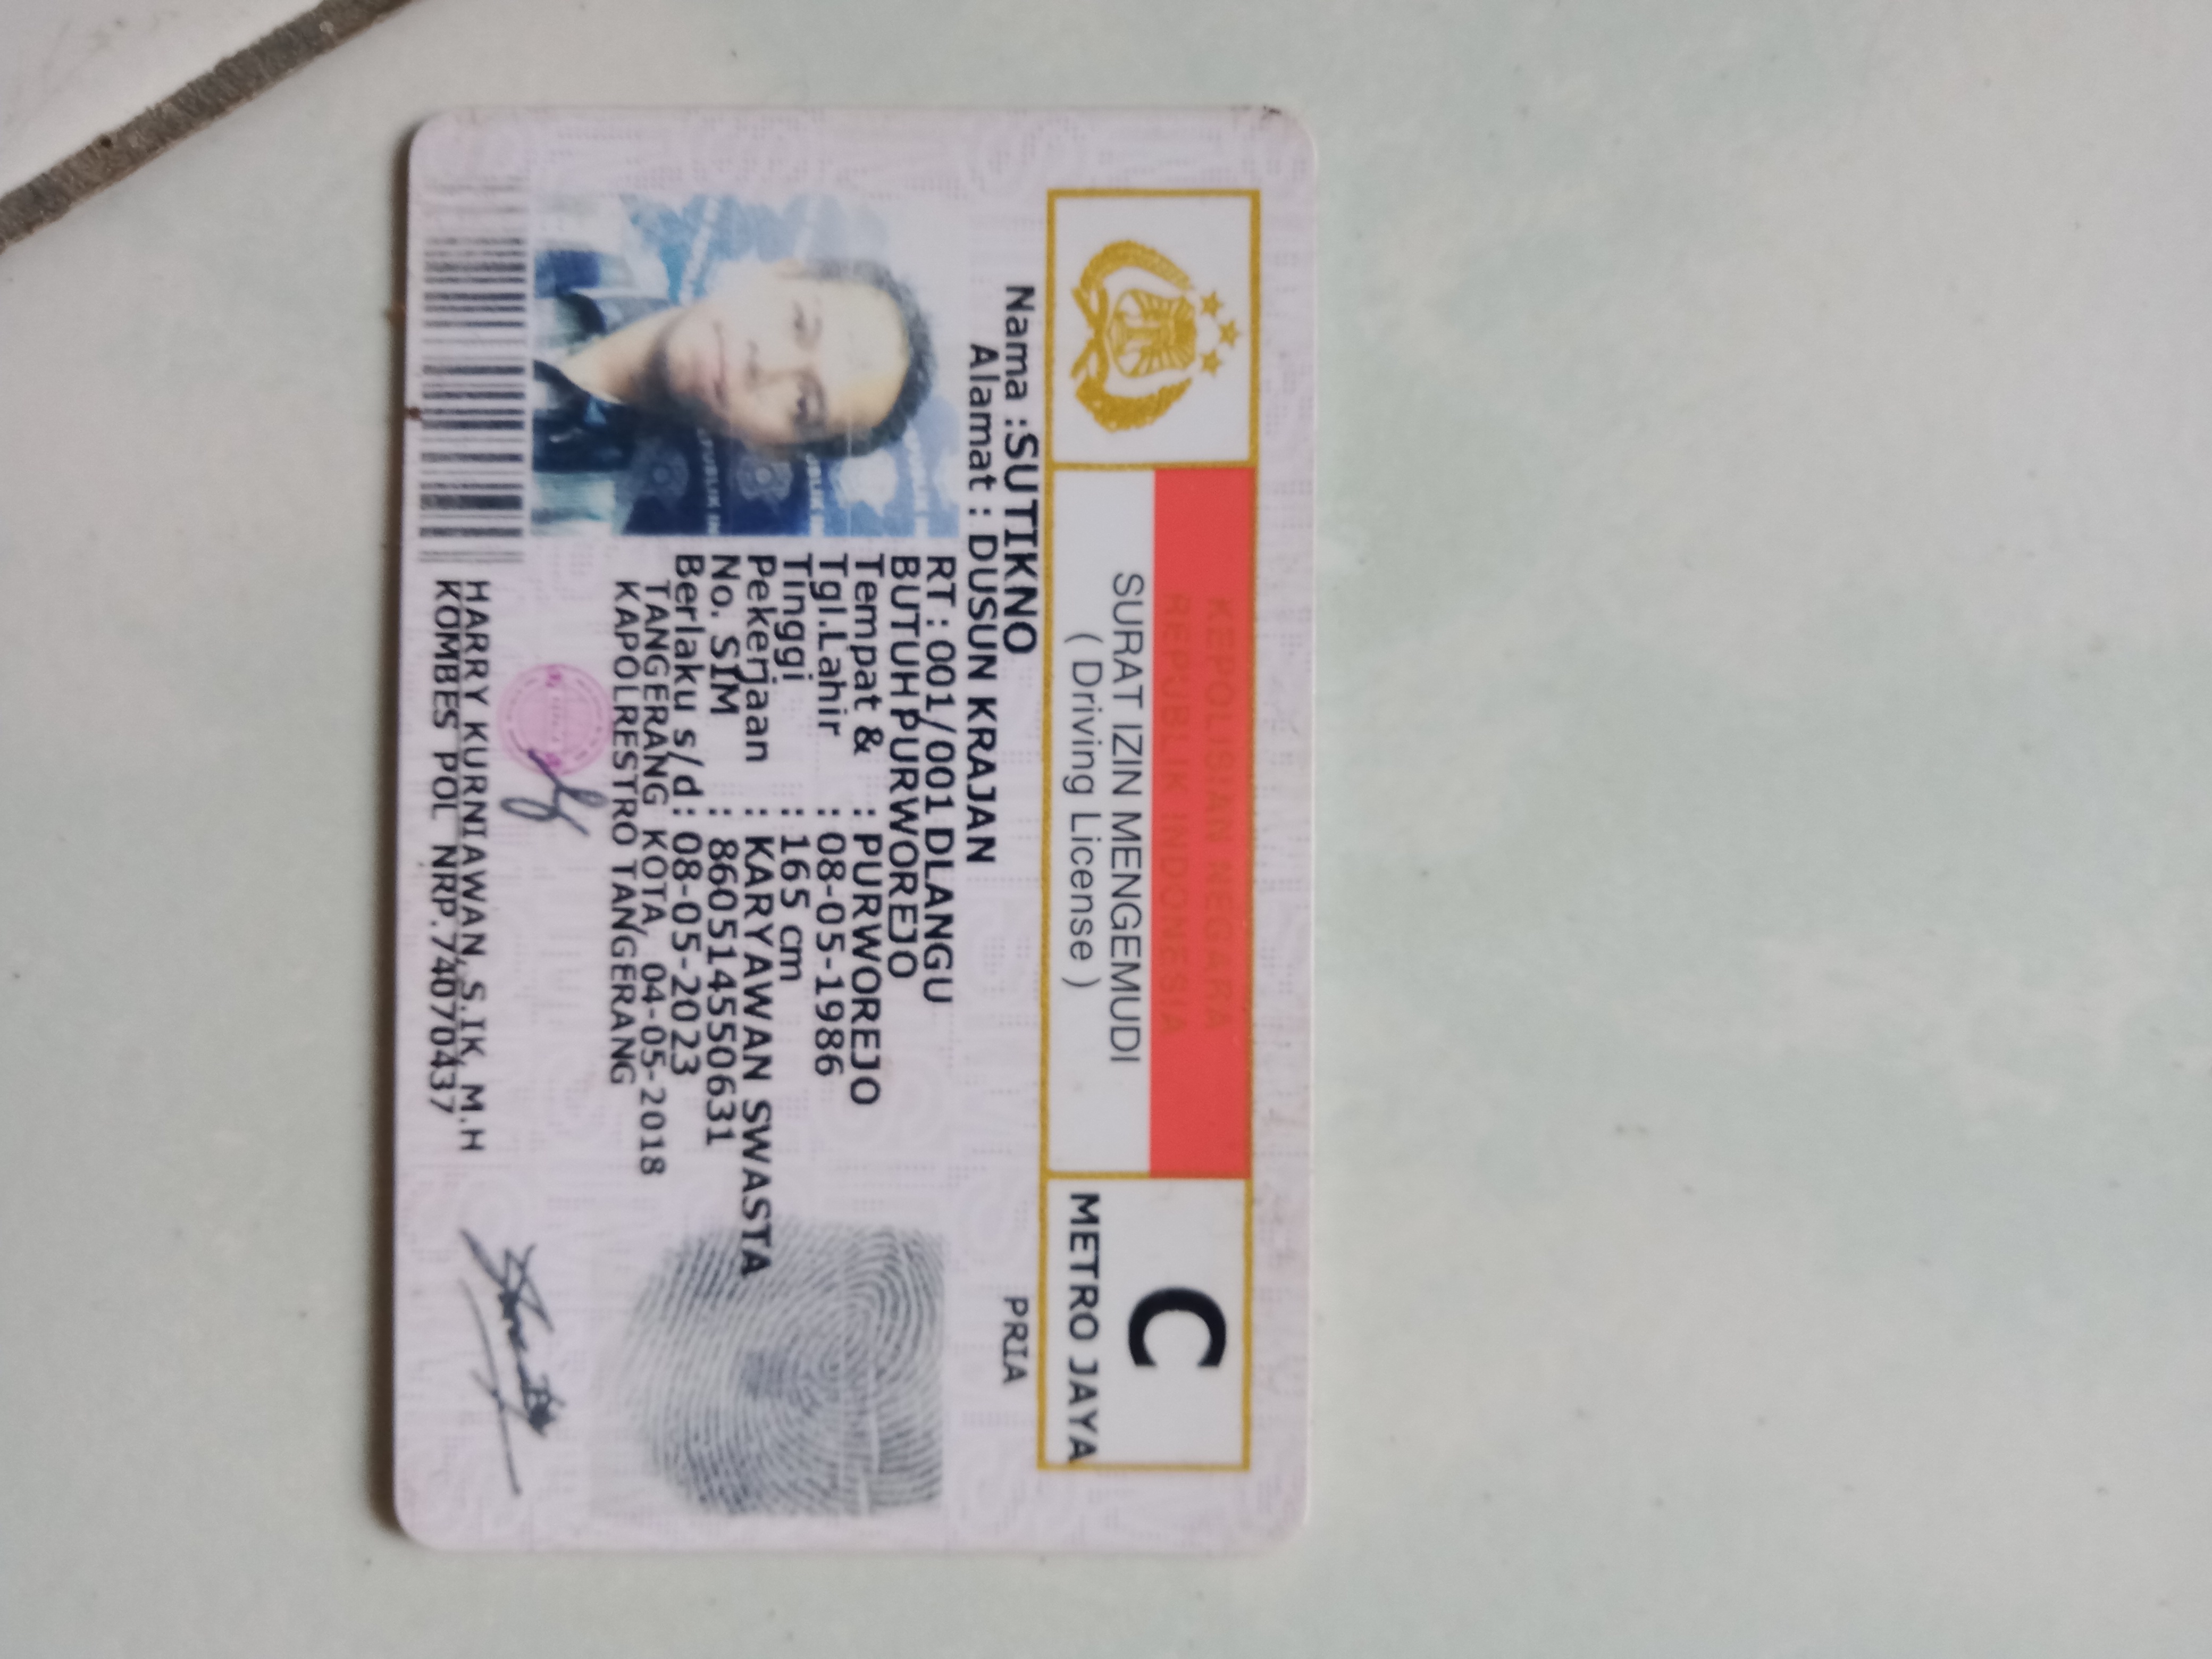 KEPOLISIAN NEGARA
REPUBLIK INDONESIA
SURAT IZIN MENGEMUDI
( Driving License )
C
METRO JAYA
Nama :SUTIKNO
PRIA
Alamat : DUSUN KRAJAN
RT : 001/001 DLANGU
BUTUH PURWOREJO
Tempat & : PURWOREJO
Tgl.Lahir : 08-05-1986
Tinggi : 165 cm
Pekerjaan : KARYAWAN SWASTA
No. SIM : 860514550631
Berlaku s/d : 08-05-2023
TANGERANG KOTA, 04-05-2018
KAPOLRESTRO TANGERANG
HARRY KURNIAWAN, S.IK, M.H
KOMBES POL NRP.74070437